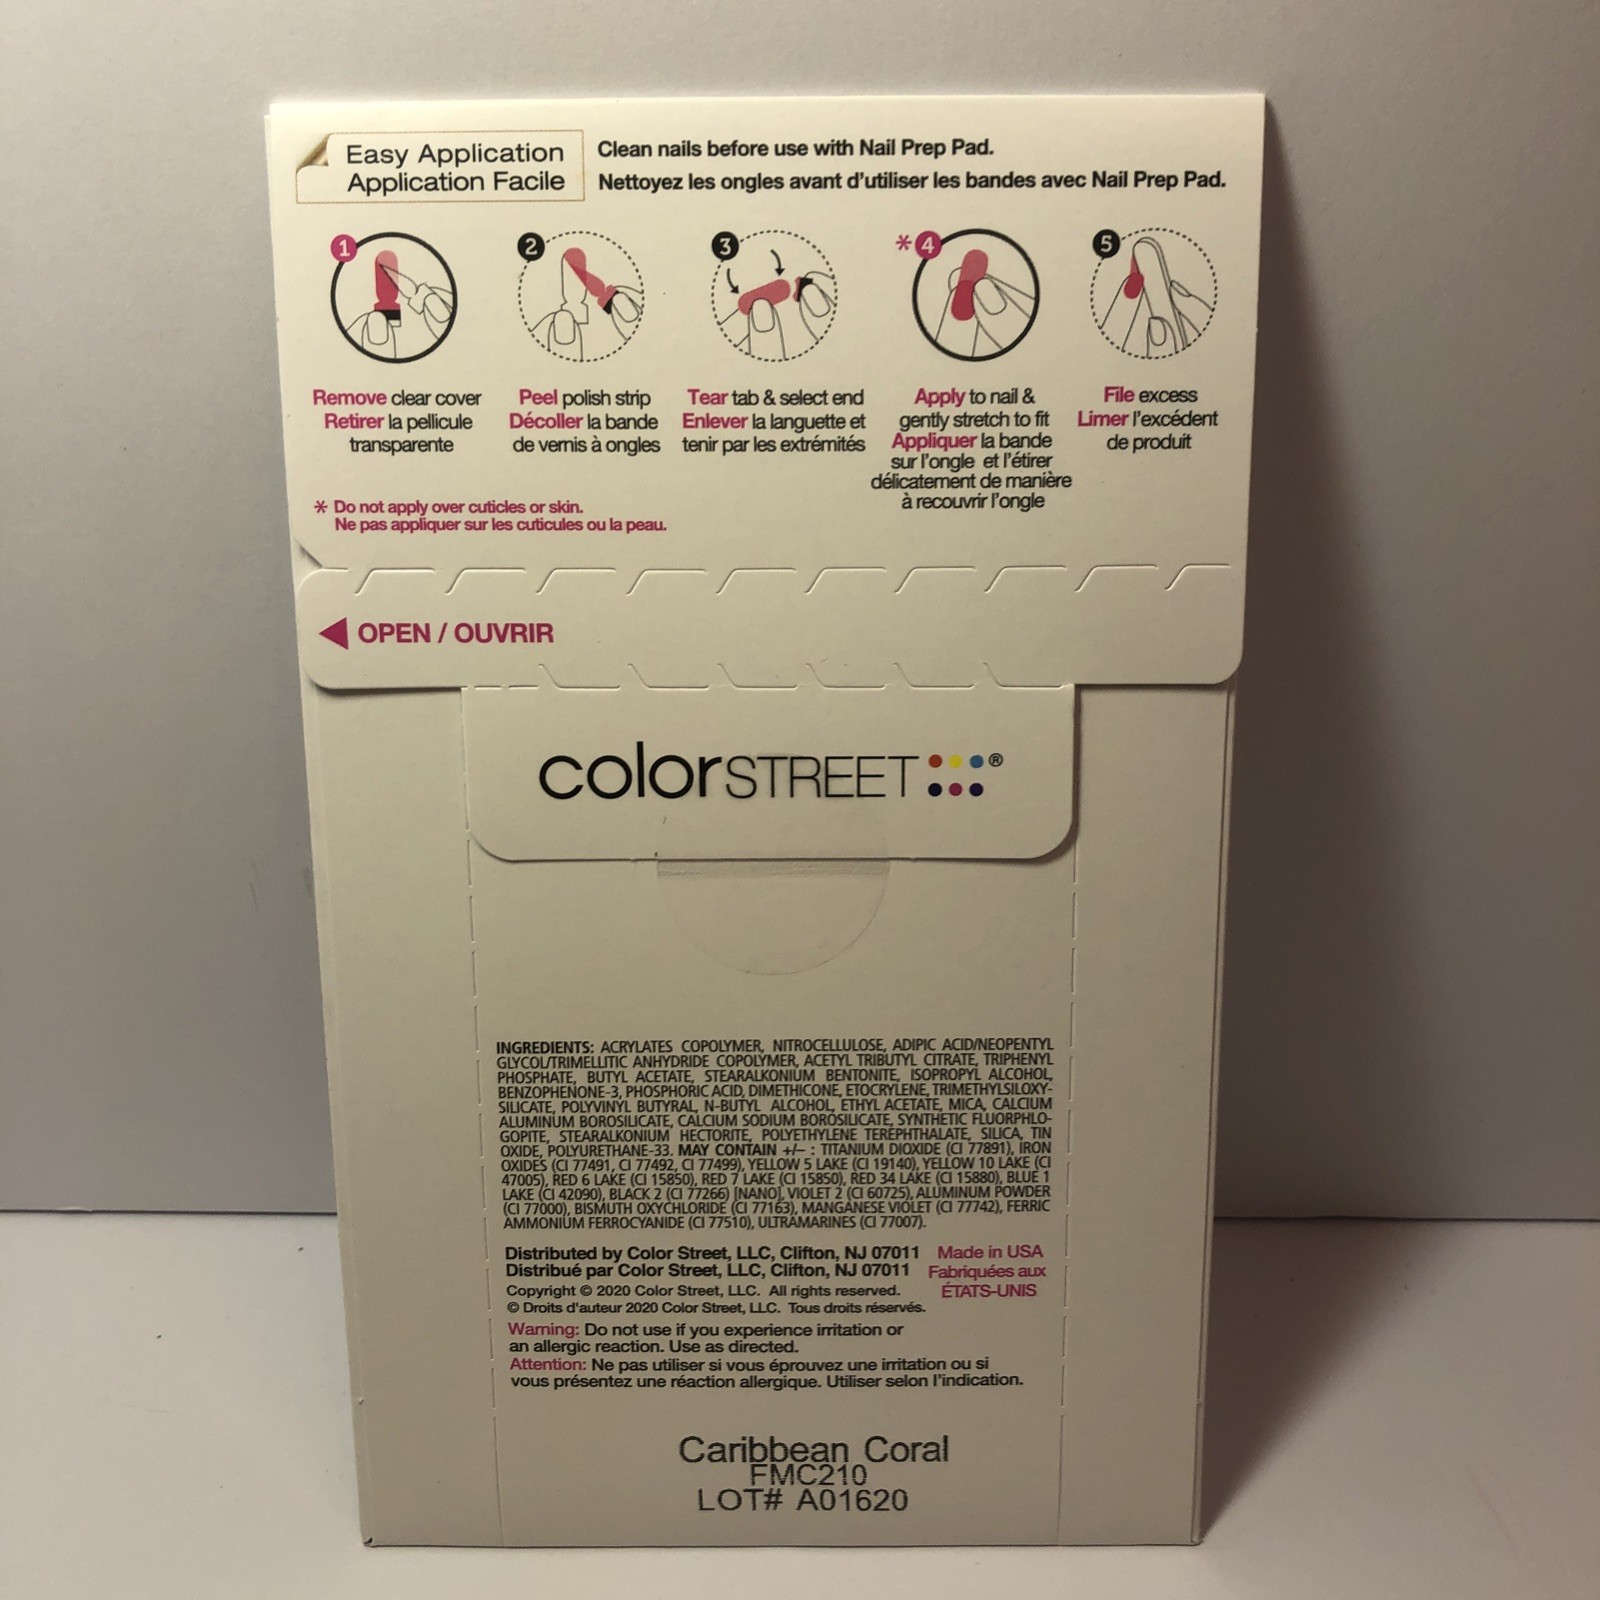 Easy Application
Application Facile
Clean nails before use with Nail Prep Pad.
Nettoyez les ongles avant d'utiliser les bandes avec Nail Prep Pad.
1
2
3
*4
5
Remove clear cover
Retirer la pellicule
transparente
Peel polish strip
Décoller la bande
de vernis à ongles
Tear tab & select end
Enlever la languette et
tenir par les extrémités
Apply to nail &
gently stretch to fit
Appliquer la bande
sur l'ongle et l'étirer
délicatement de manière
à recouvrir l'ongle
File excess
Limer l'excédent
de produit
* Do not apply over cuticles or skin.
Ne pas appliquer sur les cuticules ou la peau.
OPEN / OUVRIR
colorSTREET®
INGREDIENTS: ACRYLATES COPOLYMER, NITROCELLULOSE, ADIPIC ACID/NEOPENTYL
GLYCOL/TRIMELLITIC ANHYDRIDE COPOLYMER, ACETYL TRIBUTYL CITRATE, TRIPHENYL
PHOSPHATE, BUTYL ACETATE, STEARALKONIUM BENTONITE, ISOPROPYL ALCOHOL,
BENZOPHENONE-3, PHOSPHORIC ACID, DIMETHICONE, ETOCRYLENE, TRIMETHYLSILOXY-
SILICATE, POLYVINYL BUTYRAL, N-BUTYL ALCOHOL, ETHYL ACETATE, MICA, CALCIUM
ALUMINUM BOROSILICATE, CALCIUM SODIUM BOROSILICATE, SYNTHETIC FLUORPHLO-
GOPITE, STEARALKONIUM HECTORITE, POLYETHYLENE TEREPHTHALATE, SILICA, TIN
OXIDE, POLYURETHANE-33. MAY CONTAIN +/– : TITANIUM DIOXIDE (CI 77891), IRON
OXIDES (CI 77491, CI 77492, CI 77499), YELLOW 5 LAKE (CI 19140), YELLOW 10 LAKE (CI
47005), RED 6 LAKE (CI 15850), RED 7 LAKE (CI 15850), RED 34 LAKE (CI 15880), BLUE 1
LAKE (CI 42090), BLACK 2 (CI 77266) [NANO], VIOLET 2 (CI 60725), ALUMINUM POWDER
(CI 77000), BISMUTH OXYCHLORIDE (CI 77163), MANGANESE VIOLET (CI 77742), FERRIC
AMMONIUM FERROCYANIDE (CI 77510), ULTRAMARINES (CI 77007).
Distributed by Color Street, LLC, Clifton, NJ 07011
Distribué par Color Street, LLC, Clifton, NJ 07011
Made in USA
Fabriquées aux
ÉTATS-UNIS
Copyright © 2020 Color Street, LLC. All rights reserved.
© Droits d'auteur 2020 Color Street, LLC. Tous droits réservés.
Warning: Do not use if you experience irritation or
an allergic reaction. Use as directed.
Attention: Ne pas utiliser si vous éprouvez une irritation ou si
vous présentez une réaction allergique. Utiliser selon l'indication.
Caribbean Coral
FMC210
LOT# A01620